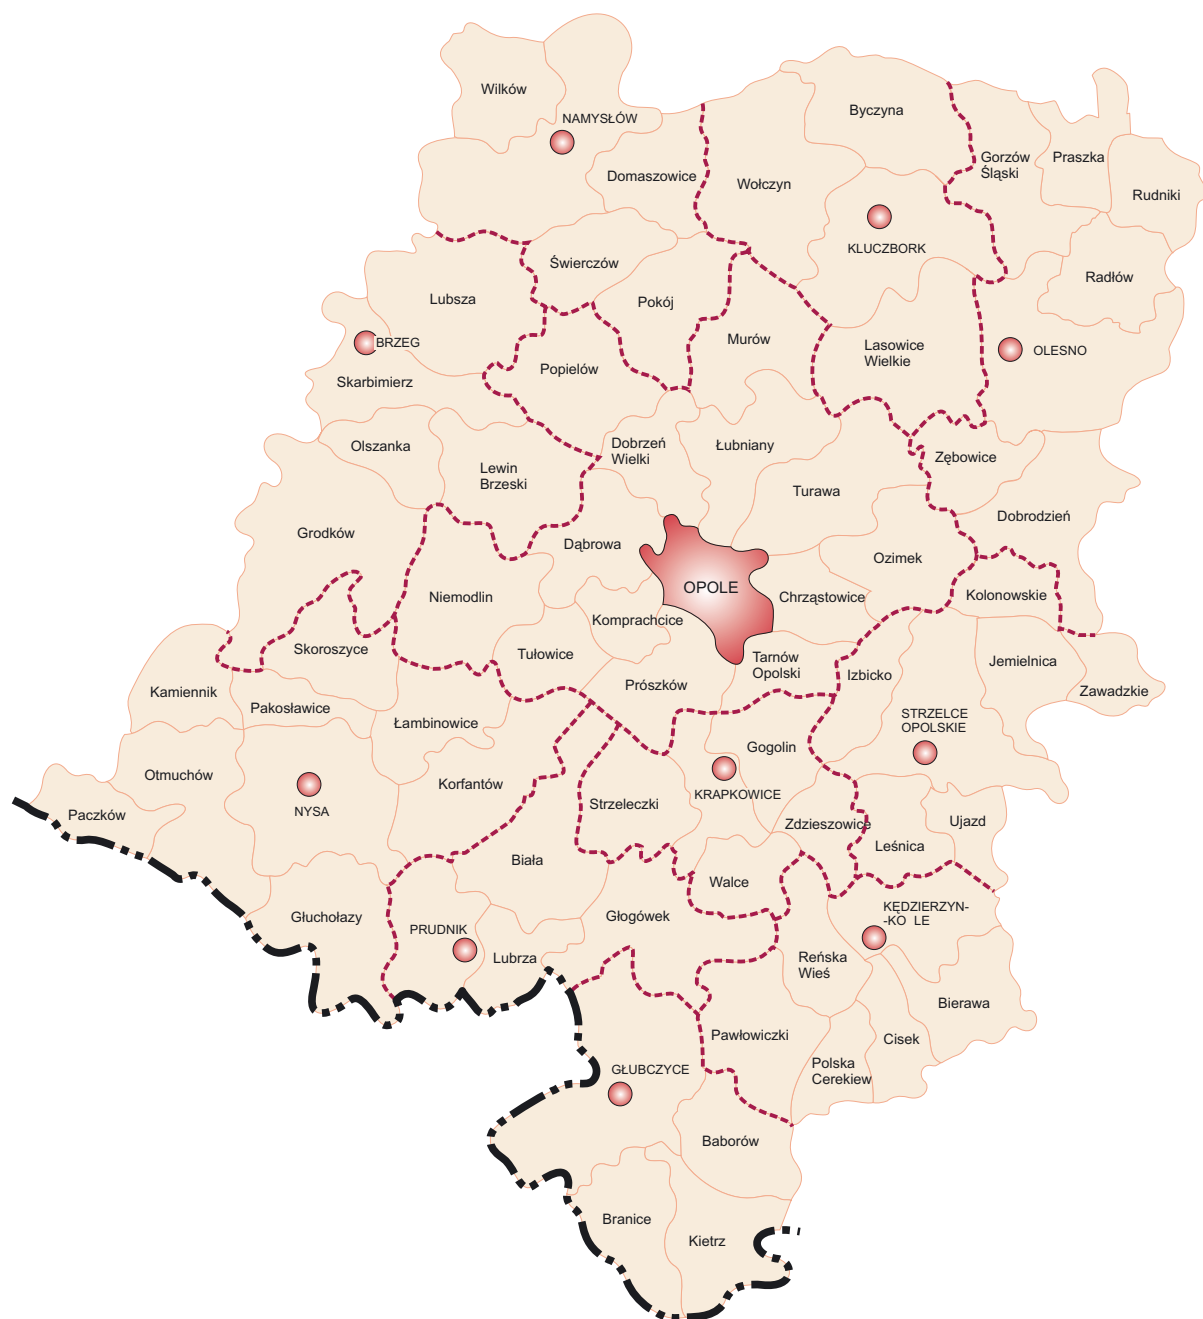 Wilków
NAMYSŁÓW
Byczyna
Domaszowice
Wołczyn
Gorzów
Śląski
Praszka
Rudniki
KLUCZBORK
Świerczów
Lubsza
Pokój
Radłów
BRZEG
Murów
Lasowice
Wielkie
OLESNO
Skarbimierz
Popielów
Olszanka
Lewin
Brzeski
Dobrzeń
Wielki
Łubniany
Zębowice
Turawa
Grodków
Dąbrowa
Dobrodzień
Ozimek
Niemodlin
OPOLE
Chrząstowice
Kolonowskie
Komprachcice
Skoroszyce
Tułowice
Tarnów
Opolski
Izbicko
Jemielnica
Kamiennik
Pakosławice
Prószków
Zawadzkie
Łambinowice
STRZELCE
OPOLSKIE
Gogolin
Otmuchów
Korfantów
NYSA
Strzeleczki
KRAPKOWICE
Paczków
Zdzieszowice
Ujazd
Leśnica
Biała
Walce
Głuchołazy
PRUDNIK
Głogówek
KĘDZIERZYN-
-KO LE
Lubrza
Reńska
Wieś
Bierawa
Pawłowiczki
Cisek
GŁUBCZYCE
Polska
Cerekiew
Baborów
Branice
Kietrz